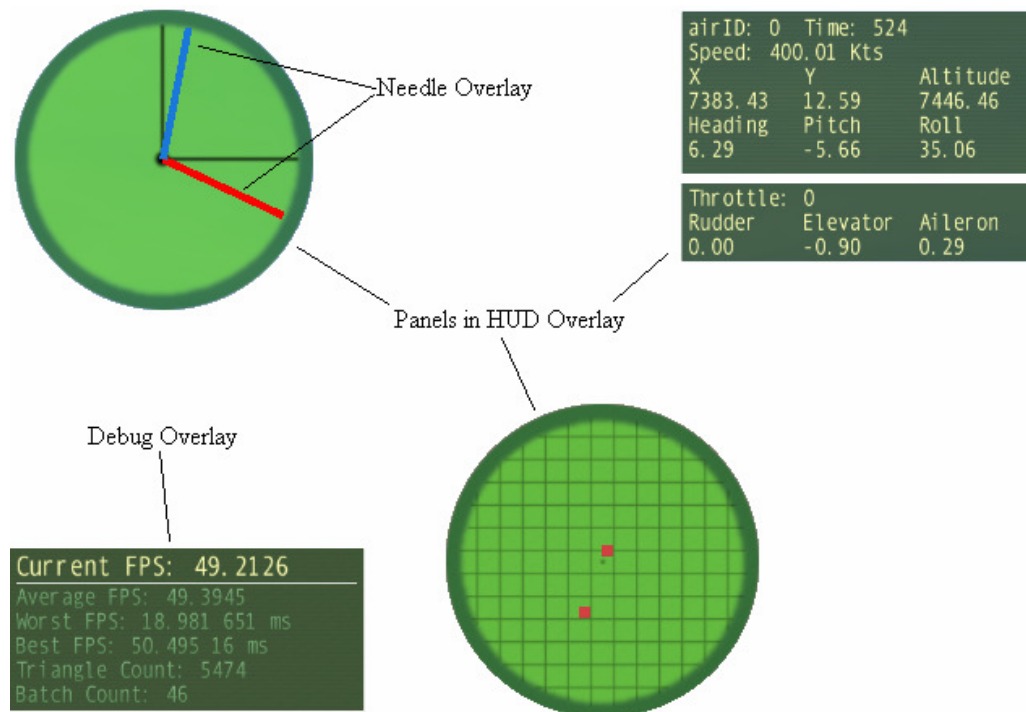 airID: 0 Time: 524
Speed: 400.01 Kts
X Y Altitude
7383.43 12.59 7446.46
Heading Pitch Roll
6.29 -5.66 35.06
Needle Overlay
Throttle: 0
Rudder Elevator Aileron
0.00 -0.90 0.29
Panels in HUD Overlay
Debug Overlay
Current FPS: 49.2126
Average FPS: 49.3945
Worst FPS: 18.981 651 ms
Best FPS: 50.495 16 ms
Triangle Count: 5474
Batch Count: 46